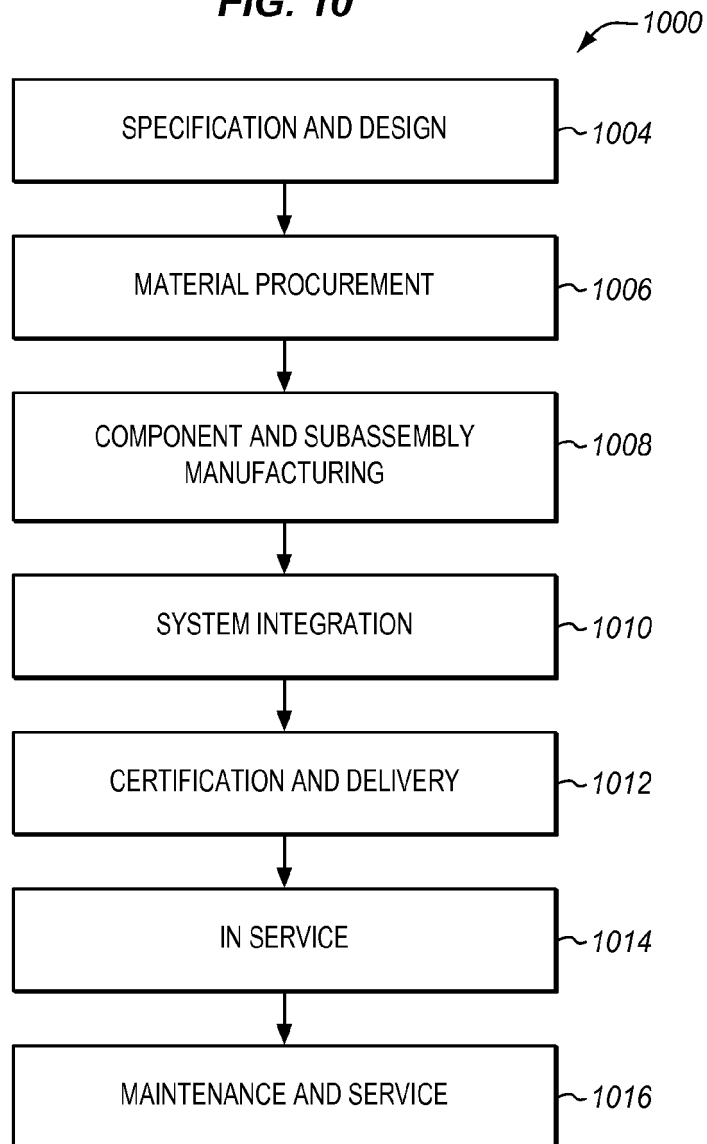 FIG. 10
1000
SPECIFICATION AND DESIGN
1004
MATERIAL PROCUREMENT
1006
COMPONENT AND SUBASSEMBLY
MANUFACTURING
1008
SYSTEM INTEGRATION
1010
CERTIFICATION AND DELIVERY
1012
IN SERVICE
1014
MAINTENANCE AND SERVICE
1016